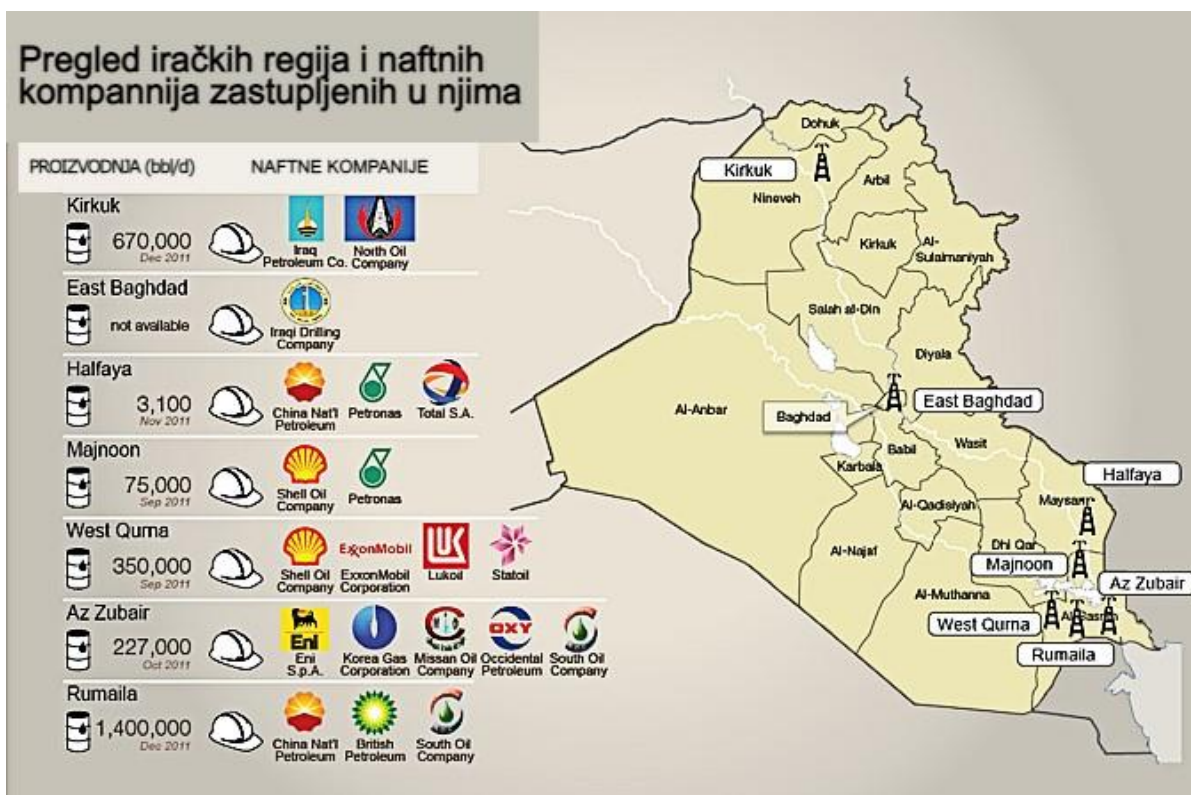 Pregled iračkih regija i naftnih
kompannija zastupljenih u njima
PROIZVODNJA (bbl/d) NAFTNE KOMPANIJE
Kirkuk
670,000
Dec 2011
Iraq
Petroleum Co.
North Oil
Company
East Baghdad
not available
Iraqi Drilling
Company
Halfaya
3,100
Nov 2011
China Nat'l
Petroleum
Petronas
Total S.A.
Majnoon
75,000
Sep 2011
Shell Oil
Company
Petronas
West Qurna
350,000
Sep 2011
Shell Oil
Company
ExxonMobil
ExxonMobil
Corporation
LUK
Lukoil
Statoil
Az Zubair
227,000
Oct 2011
Eni
Eni
S.p.A.
Korea Gas
Corporation
Missan Oil
Company
OXY
Occidental
Petroleum
South Oil
Company
Rumaila
1,400,000
Dec 2011
China Nat'l
Petroleum
British
Petroleum
South Oil
Company
Dohuk
Kirkuk
Nineveh
Arbil
Kirkuk
Al-
Sulaimaniyah
Salah al-Din
Diyala
Al-Anbar
Baghdad
East Baghdad
Wasit
Babil
Karbala
Halfaya
Al-Qadisiyah
Maysan
Al-Najaf
Dhi Qar
Majnoon
Az Zubair
Al-Muthanna
West Qurna
Rumaila